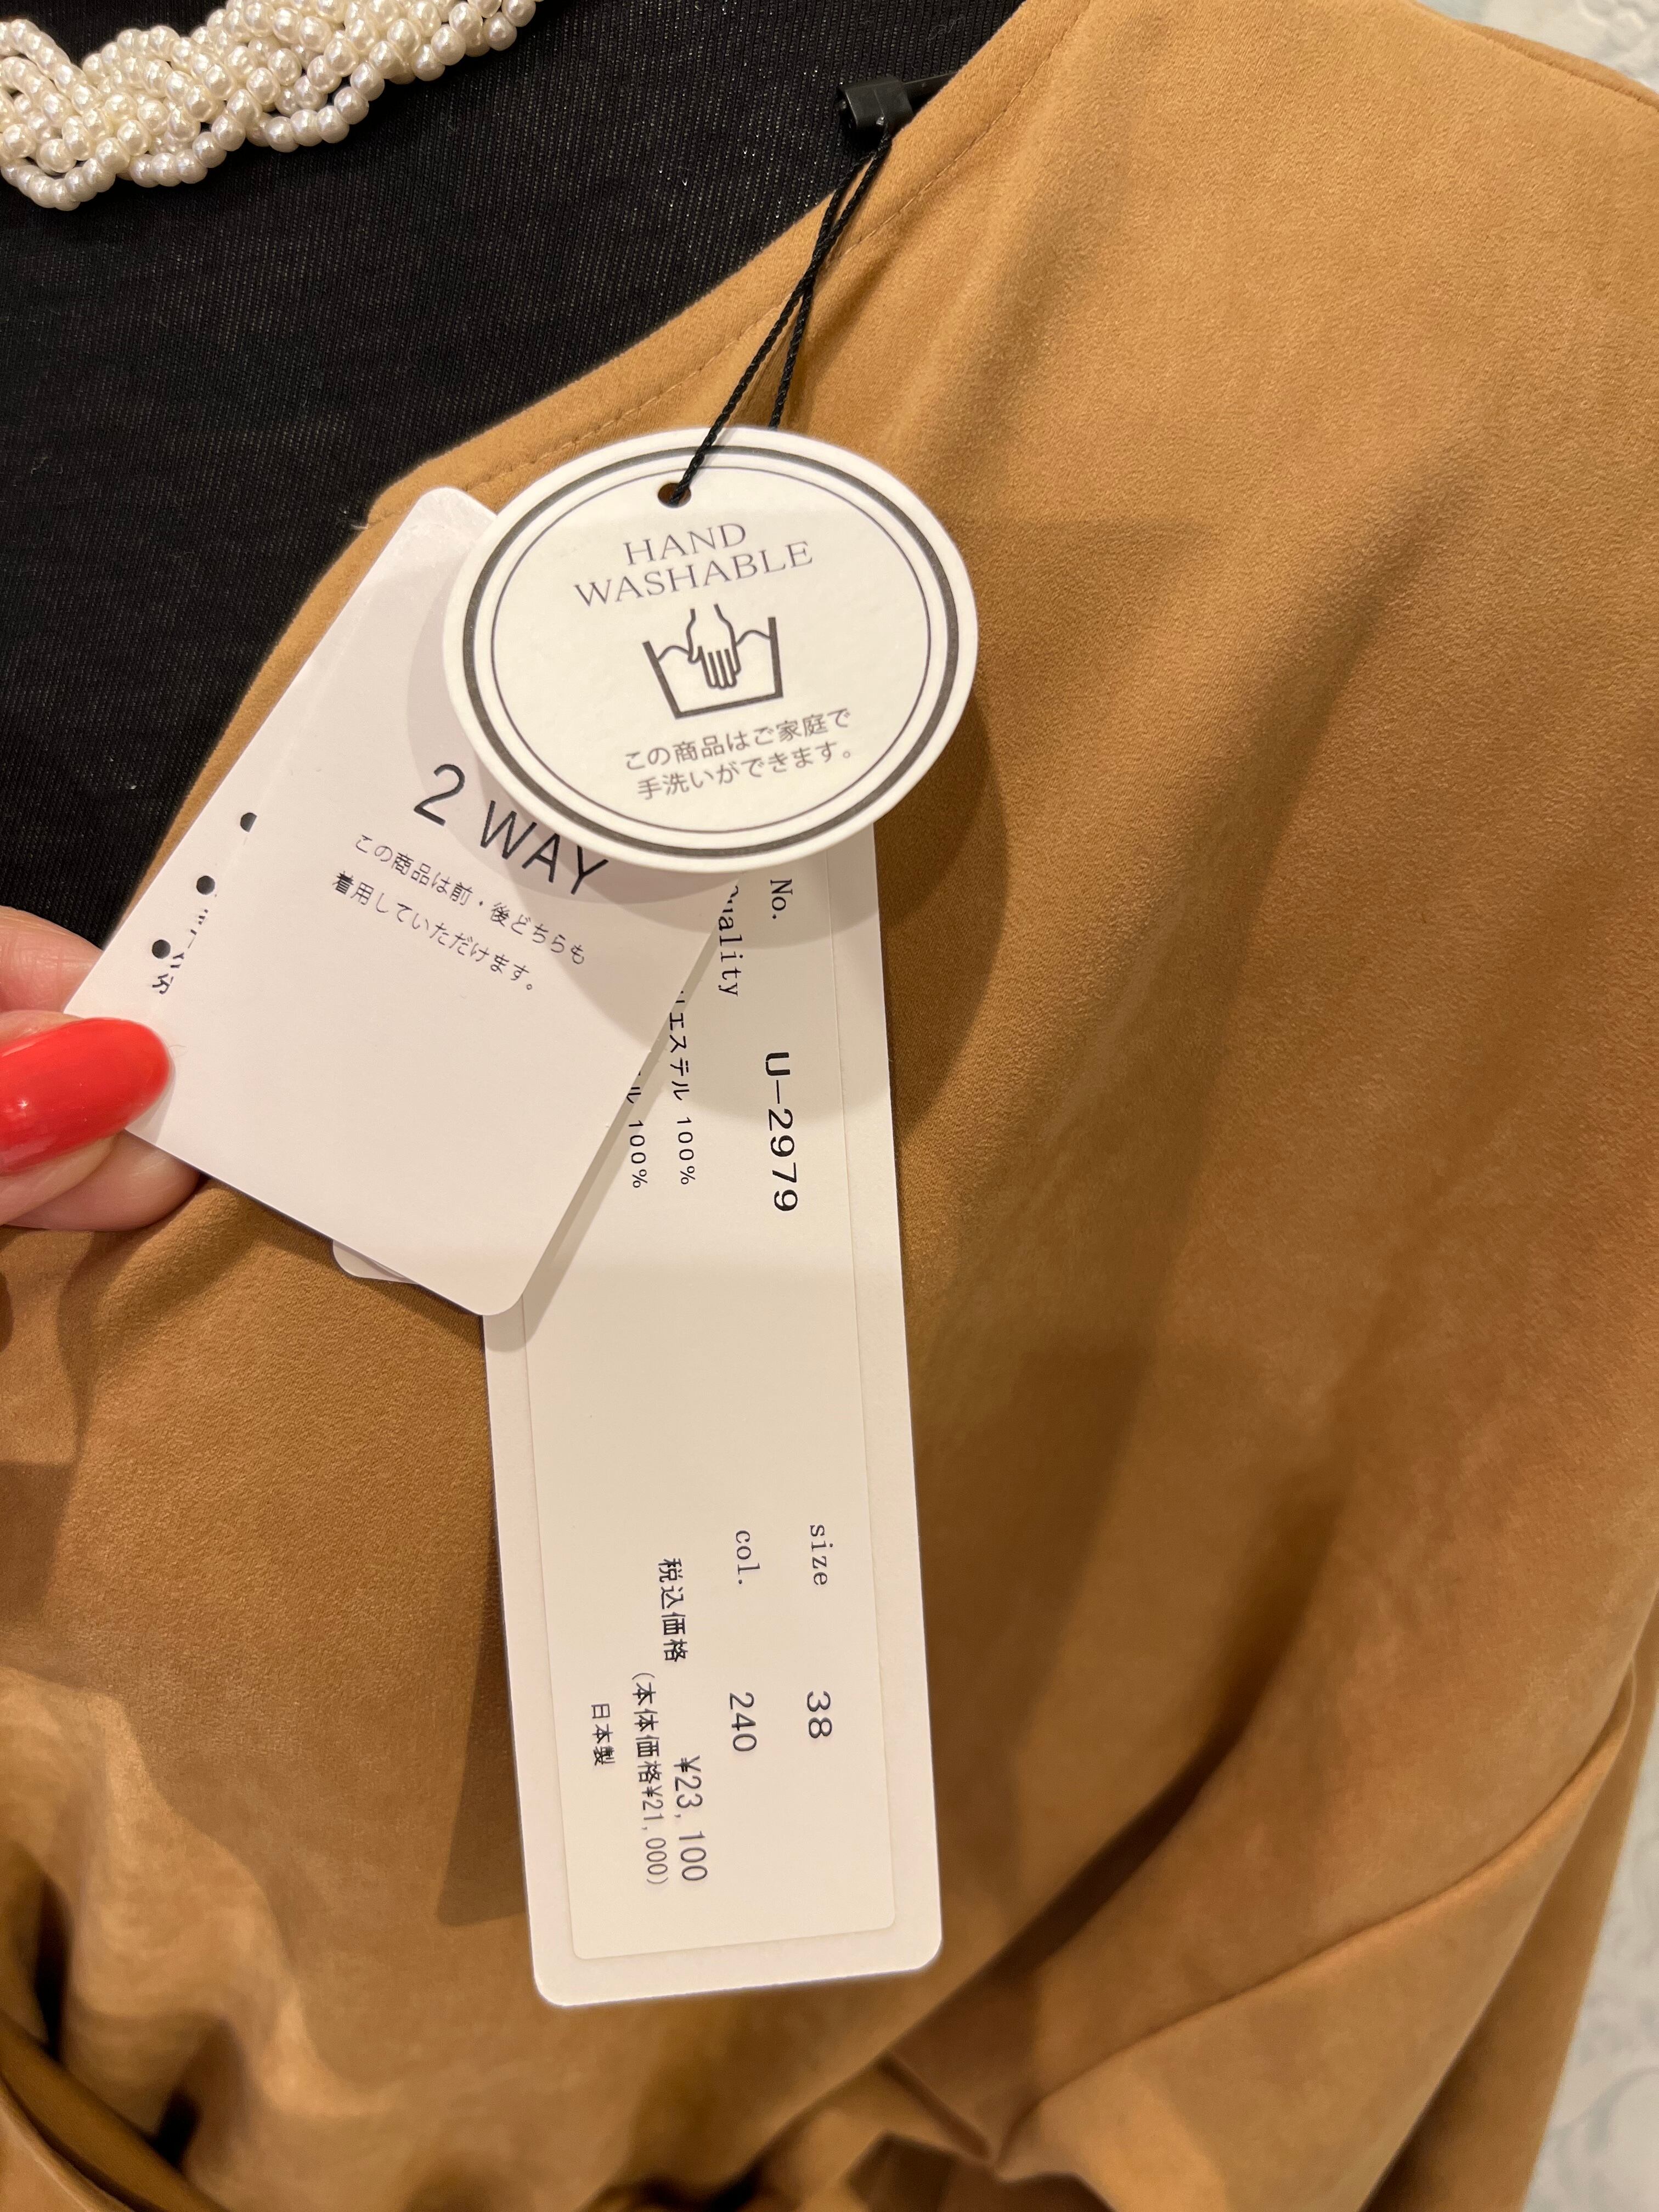 HAND
WASHABLE
この商品はご家庭で
手洗いができます。
2 WAY
この商品は前・後どちらも
着用していただけます。
No. U-2979
uality
エステル 100%
ル 100%
size 38
col. 240
税込価格 ¥23,100
(本体価格¥21,000)
日本製